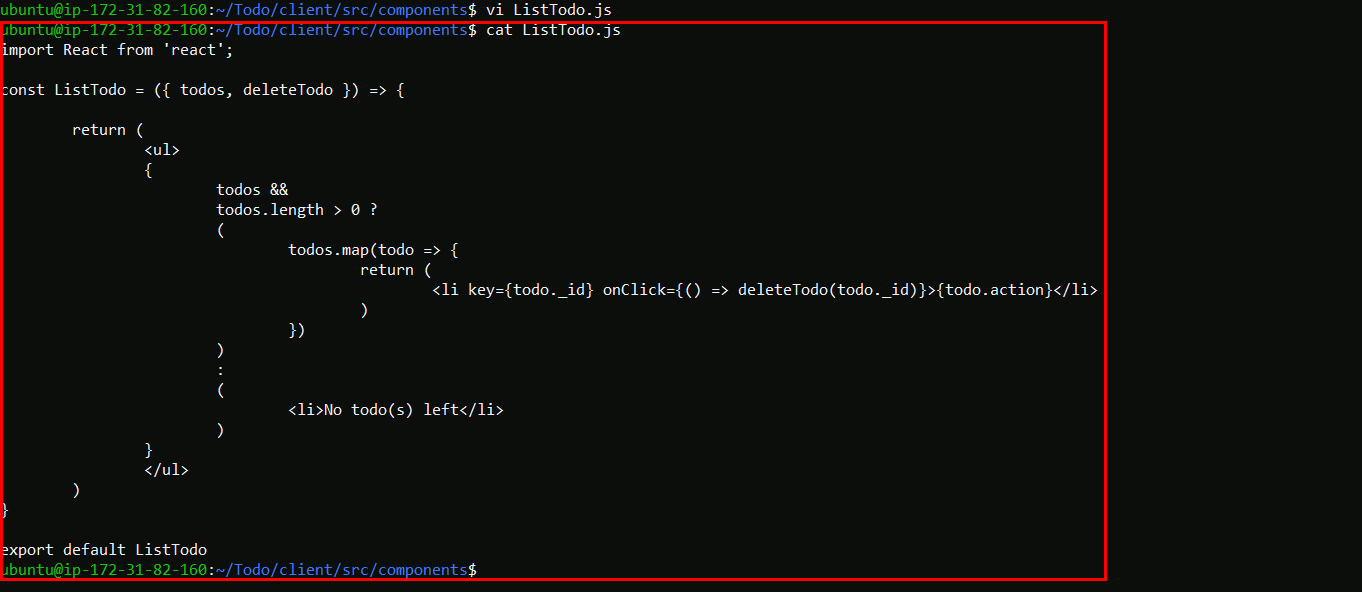 ubuntu@ip-172-31-82-160:~/Todo/client/src/components$ vi ListTodo.js
ubuntu@ip-172-31-82-160:~/Todo/client/src/components$ cat ListTodo.js
import React from 'react';
const ListTodo = ({ todos, deleteTodo }) => {
return (
<ul>
{
todos &&
todos.length > 0 ?
(
todos.map(todo => {
return (
<li key={todo._id} onClick={() => deleteTodo(todo._id)}>{todo.action}</li>
)
})
)
:
(
<li>No todo(s) left</li>
)
}
</ul>
)
}
export default ListTodo
ubuntu@ip-172-31-82-160:~/Todo/client/src/components$